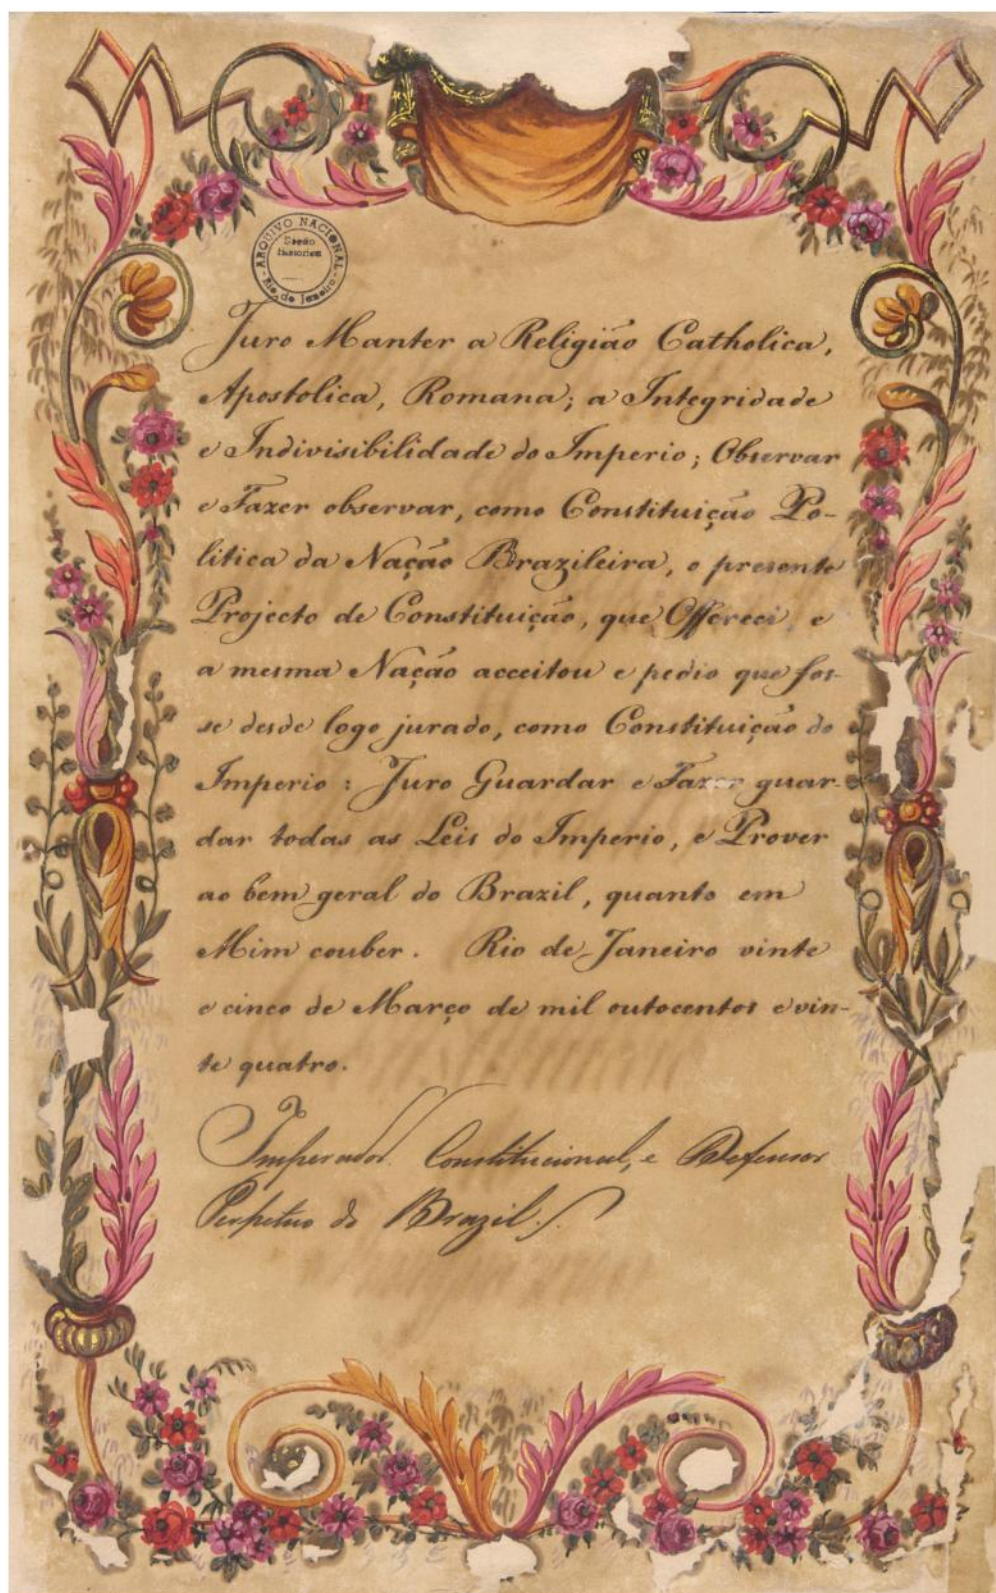 ARQUIVO NACIONAL
Secão
historica
Rio de Janeiro
Juro Manter a Religião Catholica,
Apostolica, Romana; a Integridade
e Indivisibilidade do Imperio; Observar
e Fazer observar, como Constituição Po-
litica da Nação Brazileira, o presente
Projecto de Constituição, que Offereci, e
a mesma Nação acceitou e pedio que fos-
se desde logo jurado, como Constituição do
Imperio: Juro Guardar e Fazer guar-
dar todas as Leis do Imperio, e Prover
ao bem geral do Brazil, quanto em
Mim couber. Rio de Janeiro vinte
e cinco de Março de mil outocentos e vin-
te quatro.
Imperador Constitucional, e Defensor
Perpetuo do Brazil.